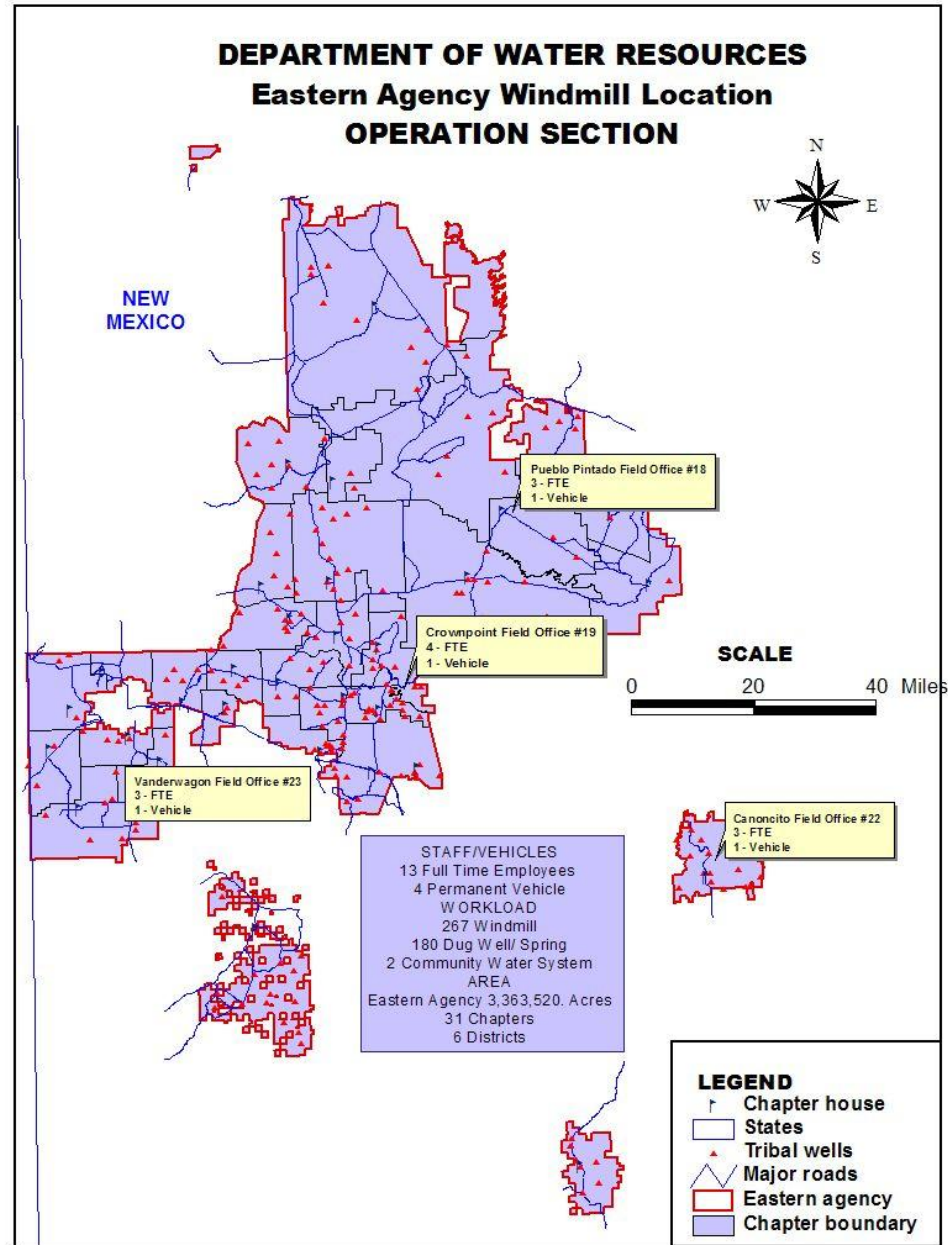 DEPARTMENT OF WATER RESOURCES
Eastern Agency Windmill Location
OPERATION SECTION
N
W
E
S
NEW
MEXICO
Pueblo Pintado Field Office #18
3 - FTE
1 - Vehicle
Crownpoint Field Office #19
4 - FTE
1 - Vehicle
SCALE
0 20 40 Miles
Vanderwagon Field Office #23
3 - FTE
1 - Vehicle
Canoncito Field Office #22
3 - FTE
1 - Vehicle
STAFF/VEHICLES
13 Full Time Employees
4 Permanent Vehicle
WORKLOAD
267 Windmill
180 Dug Well/ Spring
2 Community Water System
AREA
Eastern Agency 3,363,520. Acres
31 Chapters
6 Districts
LEGEND
Chapter house
States
Tribal wells
Major roads
Eastern agency
Chapter boundary